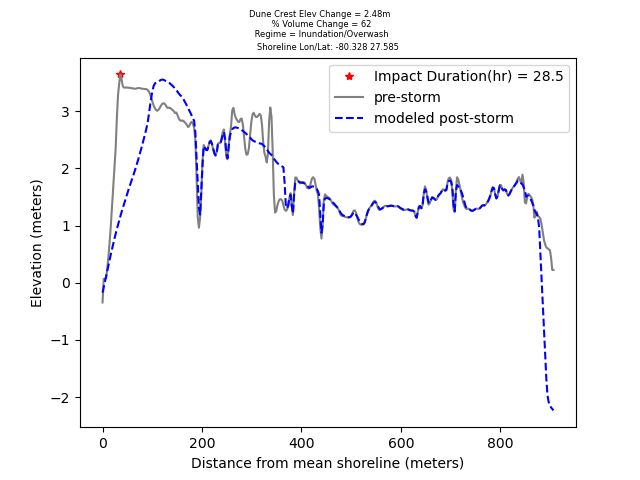 Dune Crest Elev Change = 2.48m
% Volume Change = 62
Regime = Inundation/Overwash
Shoreline Lon/Lat: -80.328 27.585
Impact Duration(hr) = 28.5
pre-storm
modeled post-storm
Elevation (meters)
3
2
1
0
−1
−2
0 200 400 600 800
Distance from mean shoreline (meters)